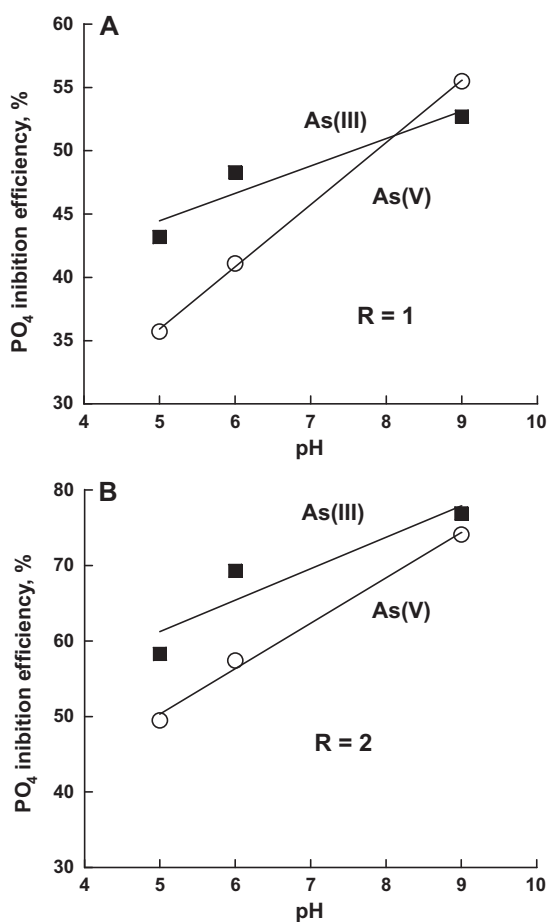 A
60
55
50
45
40
35
30
PO4 inibition efficiency, %
As(III)
As(V)
R = 1
4 5 6 7 8 9 10
pH
B
80
70
60
50
40
30
PO4 inibition efficiency, %
As(III)
As(V)
R = 2
4 5 6 7 8 9 10
pH